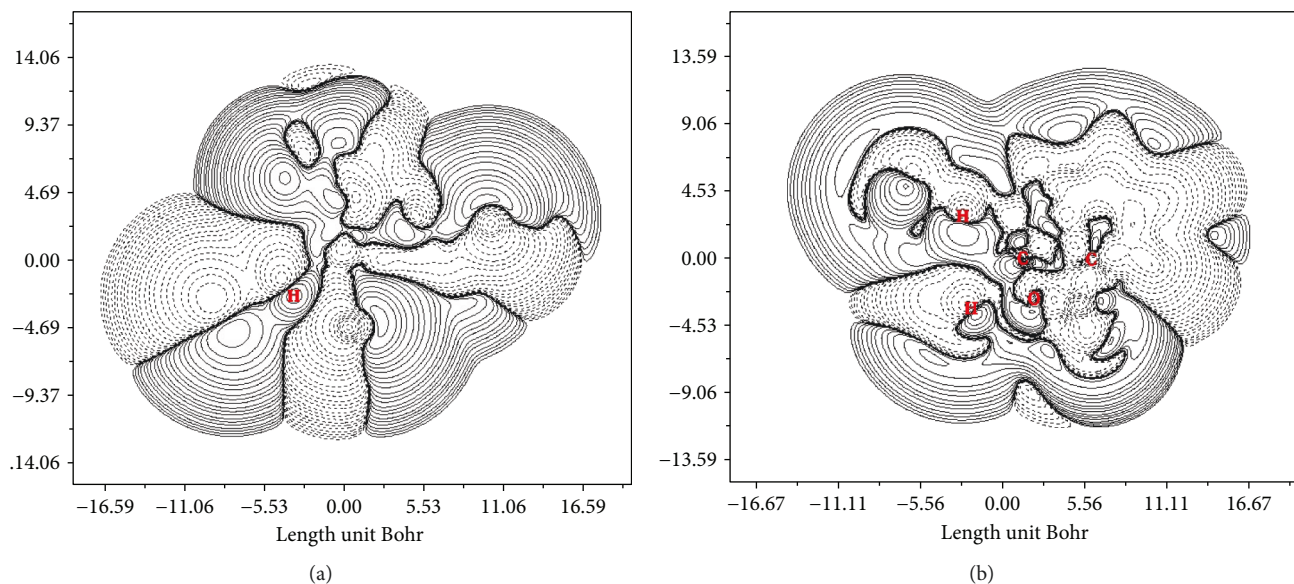 14.06
9.37
4.69
0.00
−4.69
−9.37
.14.06
H
−16.59 −11.06 −5.53 0.00 5.53 11.06 16.59
Length unit Bohr
(a)
13.59
9.06
4.53
0.00
−4.53
−9.06
−13.59
H
C C
O
H
−16.67 −11.11 −5.56 0.00 5.56 11.11 16.67
Length unit Bohr
(b)